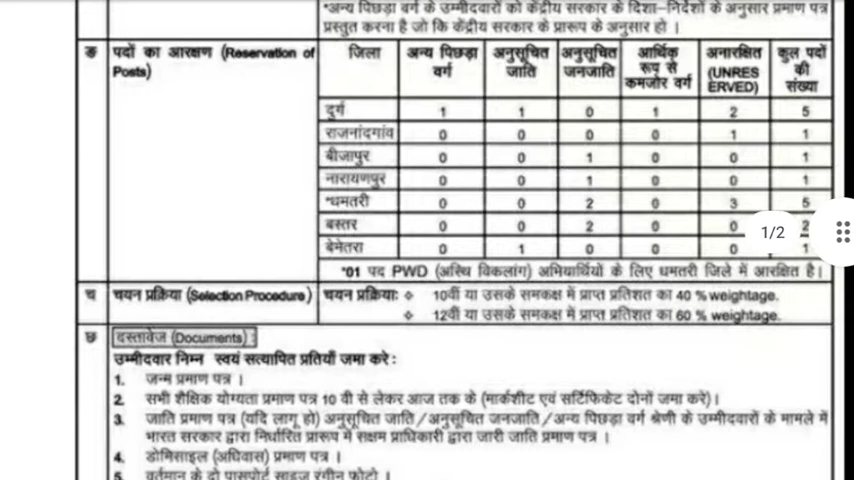 *अन्य पिछड़ा वर्ग के उम्मीदवारों को केंद्रीय सरकार के दिशा–निर्देशों के अनुसार प्रमाण पत्र
प्रस्तुत करना है जो कि केंद्रीय सरकार के प्रारूप के अनुसार हो ।
ङ पदों का आरक्षण (Reservation of Posts) जिला अन्य पिछड़ा वर्ग अनुसूचित जाति अनुसूचित जनजाति आर्थिक रूप से कमजोर वर्ग अनारक्षित (UNRESERVED) कुल पदों की संख्या
दुर्ग 1 1 0 1 2 5
राजनांदगांव 0 0 0 0 1 1
बीजापुर 0 0 1 0 0 1
नारायणपुर 0 0 1 0 0 1
*धमतरी 0 0 2 0 3 5
बस्तर 0 0 2 0 0 2
बेमेतरा 0 1 0 0 0 1
1/2
*01 पद PWD (अस्थि विकलांग) अभियार्थियों के लिए धमतरी जिले में आरक्षित है।
च चयन प्रक्रिया (Selection Procedure) चयन प्रक्रियाः ❖ 10वीं या उसके समकक्ष में प्राप्त प्रतिशत का 40 % weightage.
❖ 12वीं या उसके समकक्ष में प्राप्त प्रतिशत का 60 % weightage.
छ दस्तावेज (Documents) :
उम्मीदवार निम्न स्वयं सत्यापित प्रतियाँ जमा करे :
1. जन्म प्रमाण पत्र ।
2. सभी शैक्षिक योग्यता प्रमाण पत्र 10 वी से लेकर आज तक के (मार्कशीट एवं सर्टिफिकेट दोनों जमा करें)।
3. जाति प्रमाण पत्र (यदि लागू हो) अनुसूचित जाति/अनुसूचित जनजाति/अन्य पिछड़ा वर्ग श्रेणी के उम्मीदवारों के मामले में
भारत सरकार द्वारा निर्धारित प्रारूप में सक्षम प्राधिकारी द्वारा जारी जाति प्रमाण पत्र ।
4. डोमिसाइल (अधिवास) प्रमाण पत्र ।
5. वर्तमान के दो पासपोर्ट साइज रंगीन फोटो ।